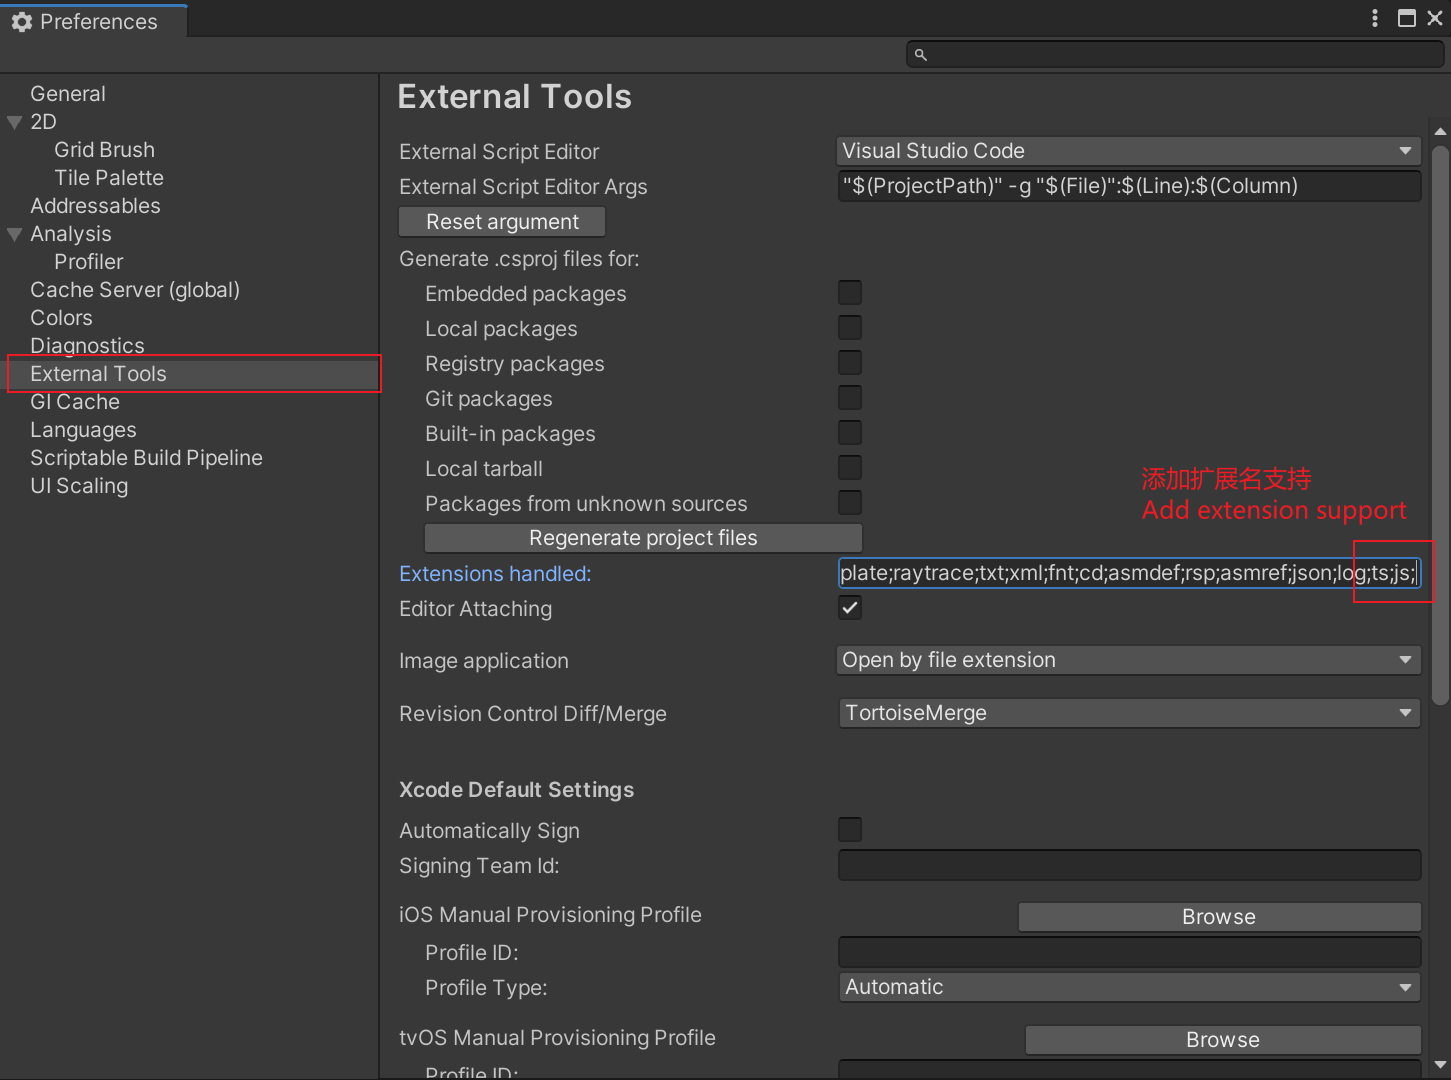 Preferences
General
2D
Grid Brush
Tile Palette
Addressables
Analysis
Profiler
Cache Server (global)
Colors
Diagnostics
External Tools
GI Cache
Languages
Scriptable Build Pipeline
UI Scaling
External Tools
External Script Editor
Visual Studio Code
External Script Editor Args
"$(ProjectPath)" -g "$(File)":$(Line):$(Column)
Reset argument
Generate .csproj files for:
Embedded packages
Local packages
Registry packages
Git packages
Built-in packages
Local tarball
Packages from unknown sources
Regenerate project files
添加扩展名支持
Add extension support
Extensions handled:
plate;raytrace;txt;xml;fnt;cd;asmdef;rsp;asmref;json;log;ts;js;
Editor Attaching
Image application
Open by file extension
Revision Control Diff/Merge
TortoiseMerge
Xcode Default Settings
Automatically Sign
Signing Team Id:
iOS Manual Provisioning Profile
Browse
Profile ID:
Profile Type:
Automatic
tvOS Manual Provisioning Profile
Browse
Profile ID: